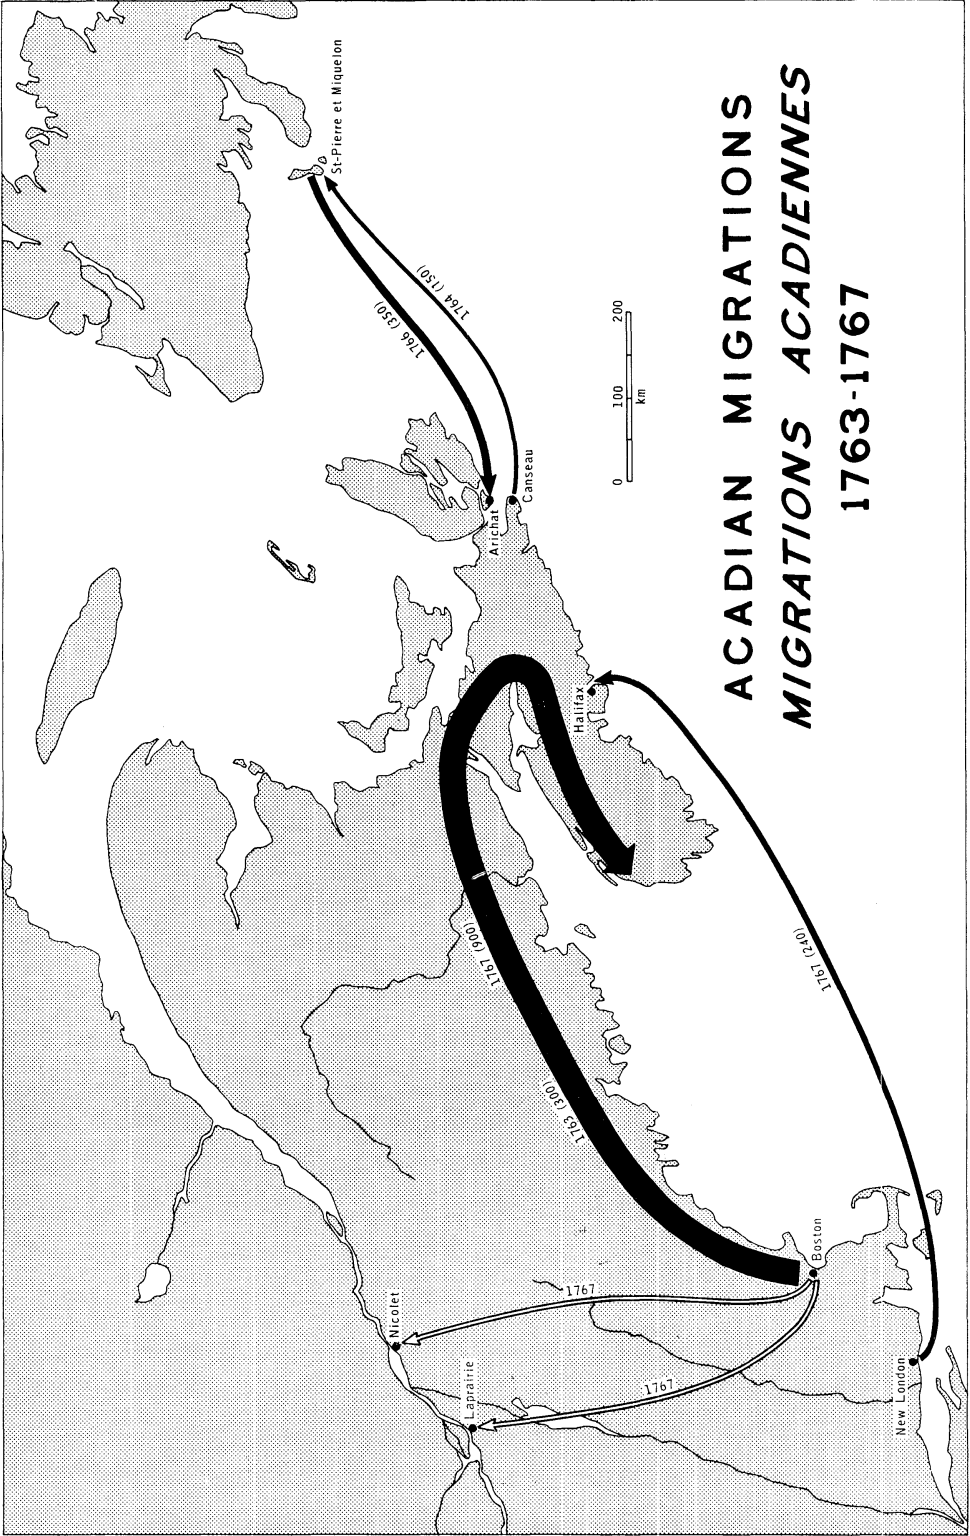 ACADIAN MIGRATIONS
MIGRATIONS ACADIENNES
1763-1767
St-Pierre et Miquelon
1766 (350)
1764 (150)
Arichat
Canseau
0 100 200
km
Halifax
1767 (900)
1763 (300)
1767 (240)
Boston
Nicolet
1767
Laprairie
1767
New London